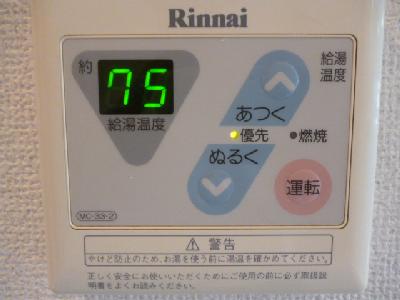 Rinnai
約
75
給湯温度
給湯
温度
あつく
優先
燃焼
ぬるく
運転
MC-33-2
⚠ 警告
やけど防止のため、お湯を使う前に湯温を確かめてください。
正しく安全にお使いいただくためにご使用の前に必ず取扱説
明書をよくお読みください。